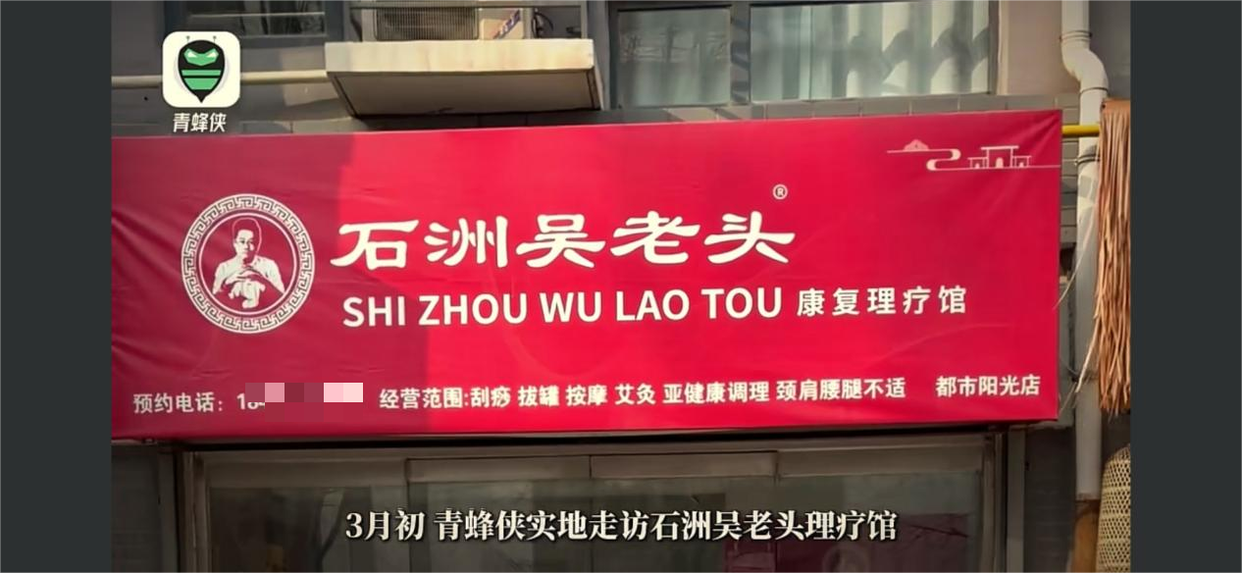 青蜂侠
石洲吴老头®
SHI ZHOU WU LAO TOU 康复理疗馆
预约电话: 18
经营范围:刮痧 拔罐 按摩 艾灸 亚健康调理 颈肩腰腿不适 都市阳光店
3月初 青蜂侠实地走访石洲吴老头理疗馆